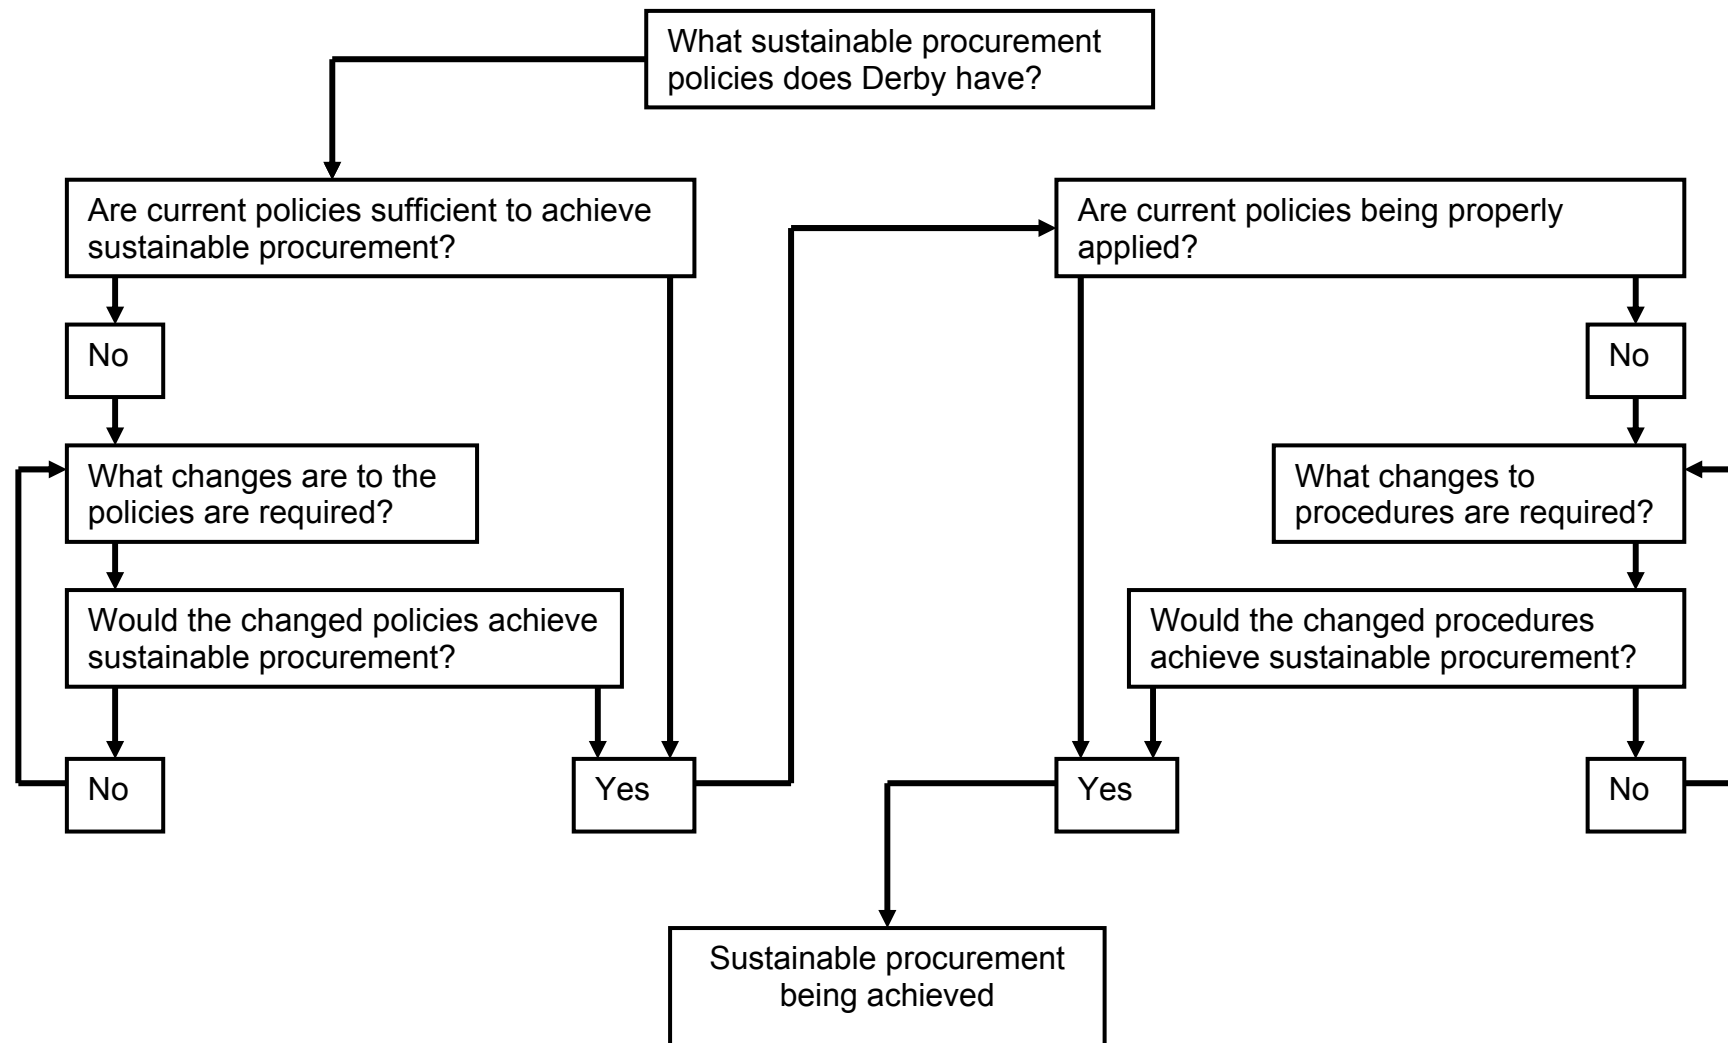 What sustainable procurement
policies does Derby have?
Are current policies sufficient to achieve
sustainable procurement?
No
What changes are to the
policies are required?
Would the changed policies achieve
sustainable procurement?
No
Yes
Are current policies being properly
applied?
No
What changes to
procedures are required?
Would the changed procedures
achieve sustainable procurement?
Yes
No
Sustainable procurement
being achieved